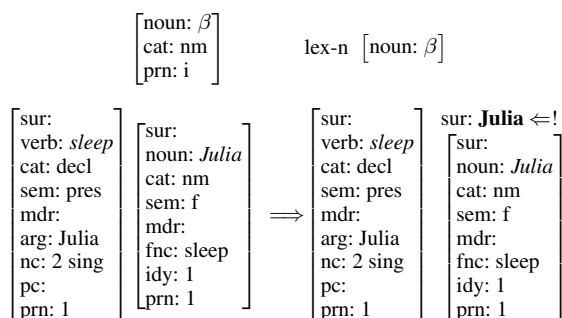 noun: β
cat: nm
prn: i
lex-n [noun: β]
sur:
verb: sleep
cat: decl
sem: pres
mdr:
arg: Julia
nc: 2 sing
pc:
prn: 1
sur:
noun: Julia
cat: nm
sem: f
mdr:
fnc: sleep
idy: 1
prn: 1
⟹
sur:
verb: sleep
cat: decl
sem: pres
mdr:
arg: Julia
nc: 2 sing
pc:
prn: 1
sur: Julia ⇐!
sur:
noun: Julia
cat: nm
sem: f
mdr:
fnc: sleep
idy: 1
prn: 1